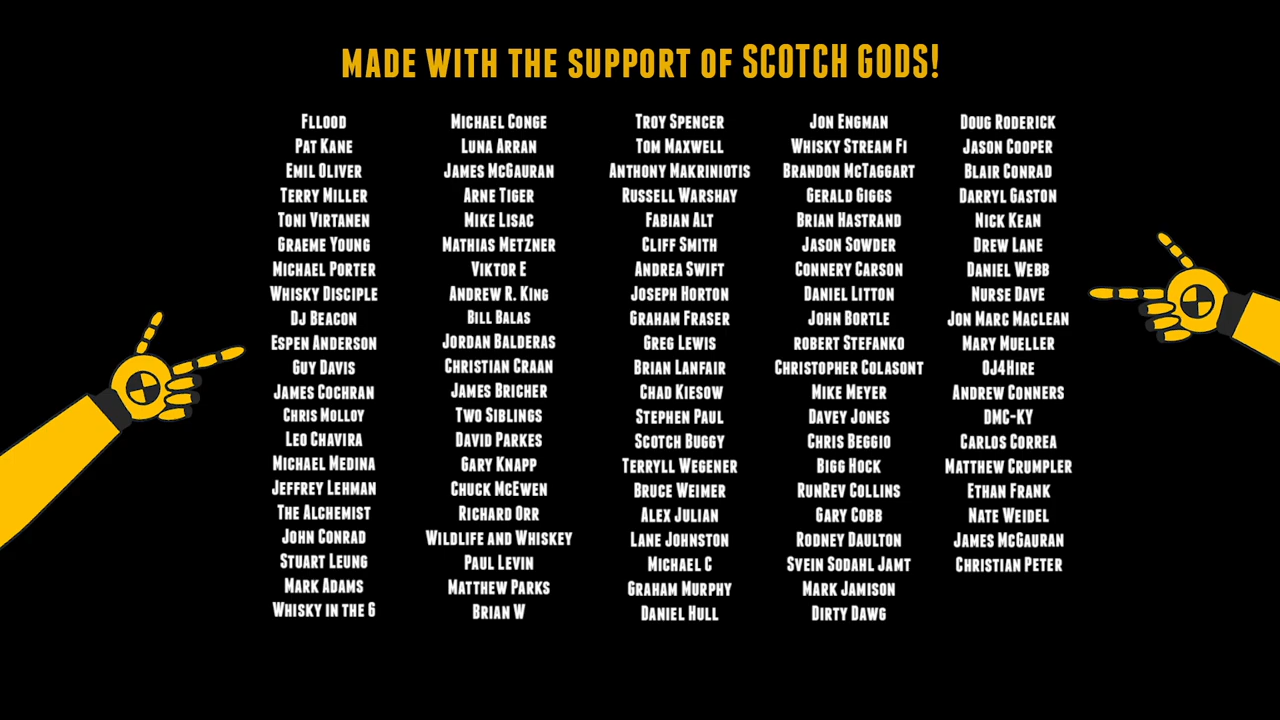 MADE WITH THE SUPPORT OF SCOTCH GODS!
FLLOOD
PAT KANE
EMIL OLIVER
TERRY MILLER
TONI VIRTANEN
GRAEME YOUNG
MICHAEL PORTER
WHISKY DISCIPLE
DJ BEACON
ESPEN ANDERSON
GUY DAVIS
JAMES COCHRAN
CHRIS MOLLOY
LEO CHAVIRA
MICHAEL MEDINA
JEFFREY LEHMAN
THE ALCHEMIST
JOHN CONRAD
STUART LEUNG
MARK ADAMS
WHISKY IN THE 6
MICHAEL CONGE
LUNA ARRAN
JAMES MCGAURAN
ARNE TIGER
MIKE LISAC
MATHIAS METZNER
VIKTOR E
ANDREW R. KING
BILL BALAS
JORDAN BALDERAS
CHRISTIAN CRAAN
JAMES BRICHER
TWO SIBLINGS
DAVID PARKES
GARY KNAPP
CHUCK MCEWEN
RICHARD ORR
WILDLIFE AND WHISKEY
PAUL LEVIN
MATTHEW PARKS
BRIAN W
TROY SPENCER
TOM MAXWELL
ANTHONY MAKRINIOTIS
RUSSELL WARSHAY
FABIAN ALT
CLIFF SMITH
ANDREA SWIFT
JOSEPH HORTON
GRAHAM FRASER
GREG LEWIS
BRIAN LANFAIR
CHAD KIESOW
STEPHEN PAUL
SCOTCH BUGGY
TERRYLL WEGENER
BRUCE WEIMER
ALEX JULIAN
LANE JOHNSTON
MICHAEL C
GRAHAM MURPHY
DANIEL HULL
JON ENGMAN
WHISKY STREAM FI
BRANDON MCTAGGART
GERALD GIGGS
BRIAN HASTRAND
JASON SOWDER
CONNERY CARSON
DANIEL LITTON
JOHN BORTLE
ROBERT STEFANKO
CHRISTOPHER COLASONT
MIKE MEYER
DAVEY JONES
CHRIS BEGGIO
BIGG HOCK
RUNREV COLLINS
GARY COBB
RODNEY DAULTON
SVEIN SODAHL JAMT
MARK JAMISON
DIRTY DAWG
DOUG RODERICK
JASON COOPER
BLAIR CONRAD
DARRYL GASTON
NICK KEAN
DREW LANE
DANIEL WEBB
NURSE DAVE
JON MARC MACLEAN
MARY MUELLER
OJ4HIRE
ANDREW CONNERS
DMC-KY
CARLOS CORREA
MATTHEW CRUMPLER
ETHAN FRANK
NATE WEIDEL
JAMES MCGAURAN
CHRISTIAN PETER